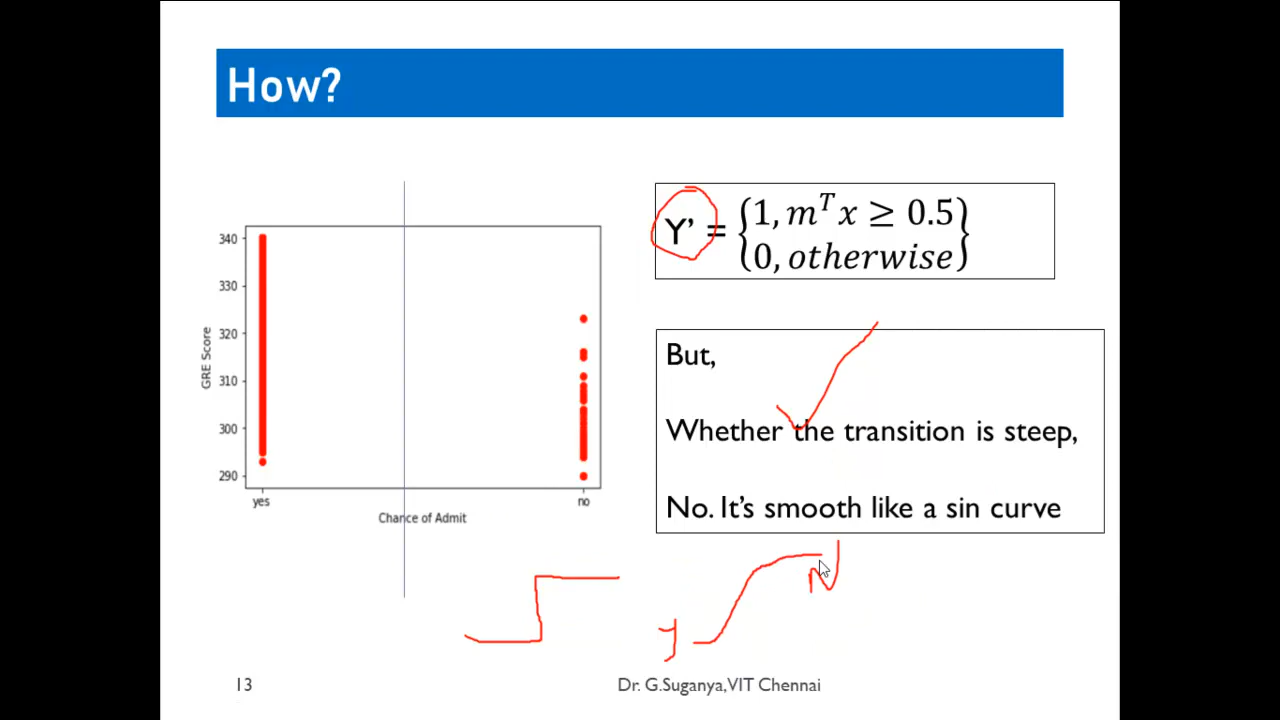 How?
340
330
320
310
300
290
GRE Score
yes
no
Chance of Admit
Y' = {1, mᵀx ≥ 0.5
0, otherwise}
But,
Whether the transition is steep,
No. It's smooth like a sin curve
y
N
13
Dr. G.Suganya,VIT Chennai